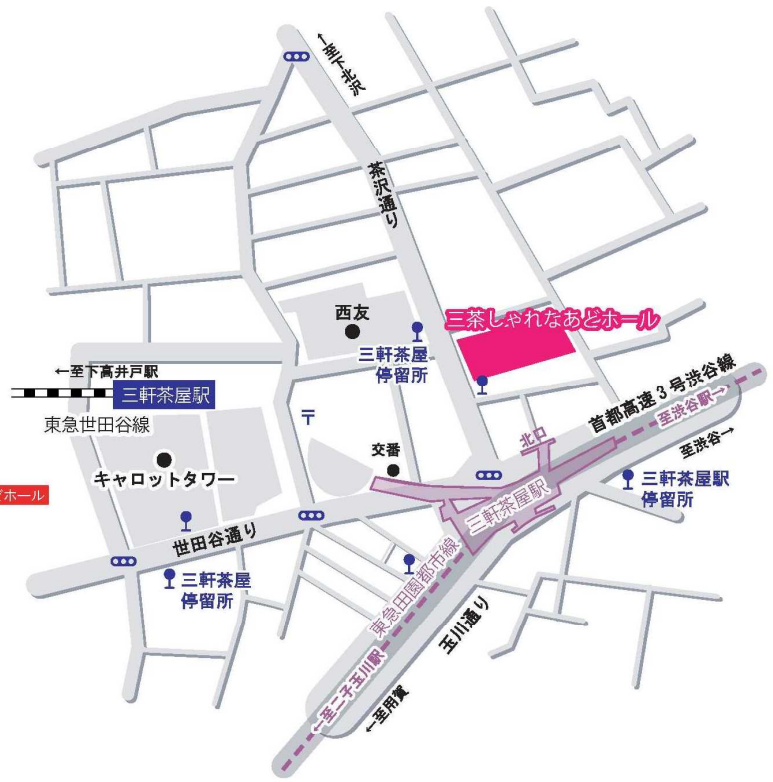 ←至下北沢
茶沢通り
西友
三茶しゃれなあどホール
三軒茶屋
停留所
←至下高井戸駅
三軒茶屋駅
東急世田谷線
首都高速3号渋谷線
至渋谷駅→
至渋谷→
〒
北口
交番
キャロットタワー
ホール
三軒茶屋駅
三軒茶屋駅
停留所
世田谷通り
三軒茶屋
停留所
東急田園都市線
玉川通り
←至二子玉川駅
←至用賀